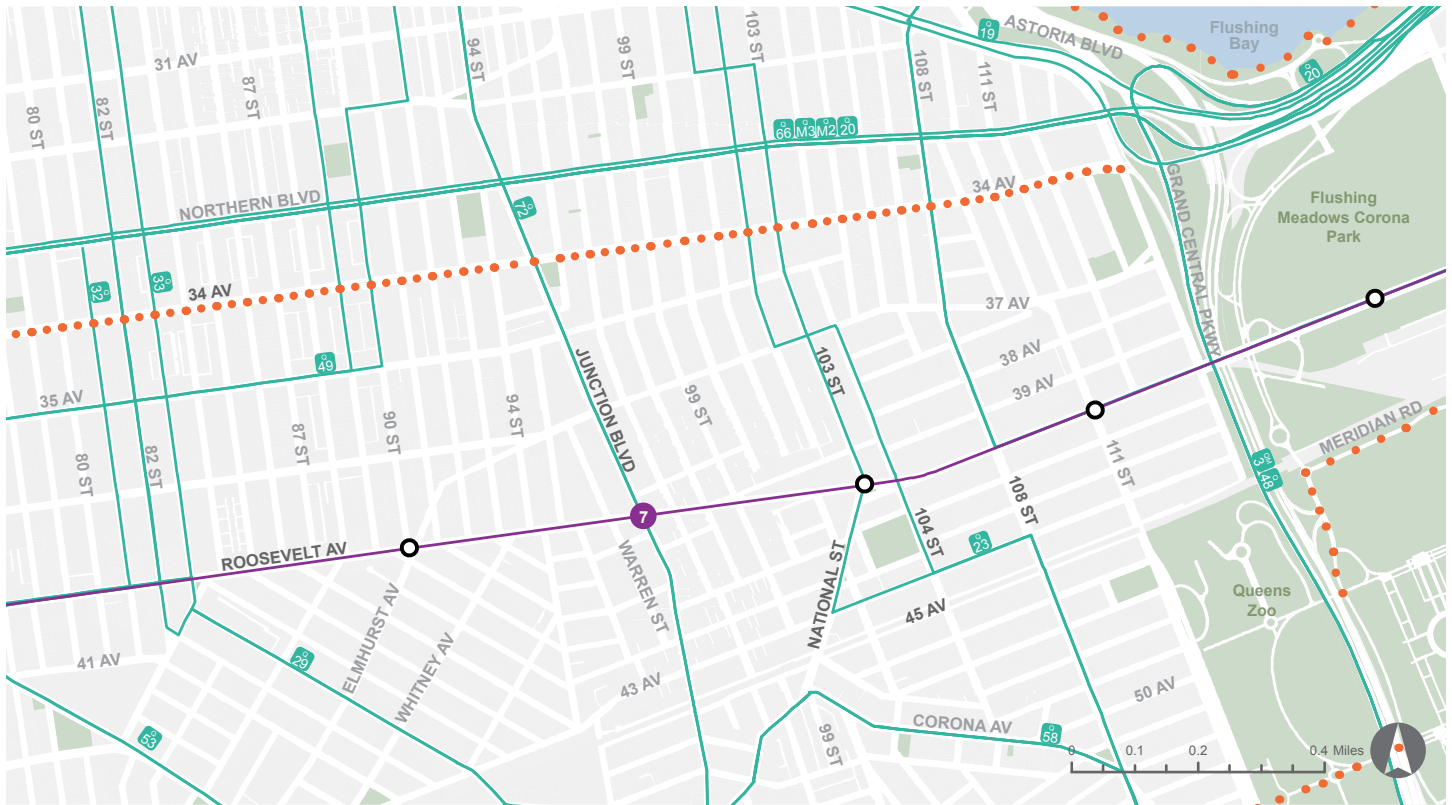 19
ASTORIA BLVD
Flushing
Bay
103 ST
94 ST
99 ST
31 AV
87 ST
108 ST
111 ST
Q
20
80 ST
82 ST
Q
66
Q
M3
Q
M2
Q
20
NORTHERN BLVD
34 AV
GRAND CENTRAL PKWY
Flushing
Meadows Corona
Park
Q
72
Q
32
Q
33
34 AV
37 AV
38 AV
39 AV
Q
49
35 AV
103 ST
JUNCTION BLVD
99 ST
94 ST
90 ST
87 ST
82 ST
80 ST
MERIDIAN RD
111 ST
QM
3
Q
48
108 ST
7
104 ST
Q
23
ROOSEVELT AV
WARREN ST
NATIONAL ST
45 AV
Queens
Zoo
ELMHURST AV
WHITNEY AV
41 AV
Q
29
43 AV
50 AV
Q
53
99 ST
CORONA AV
Q
58
0
0.1
0.2
0.4 Miles